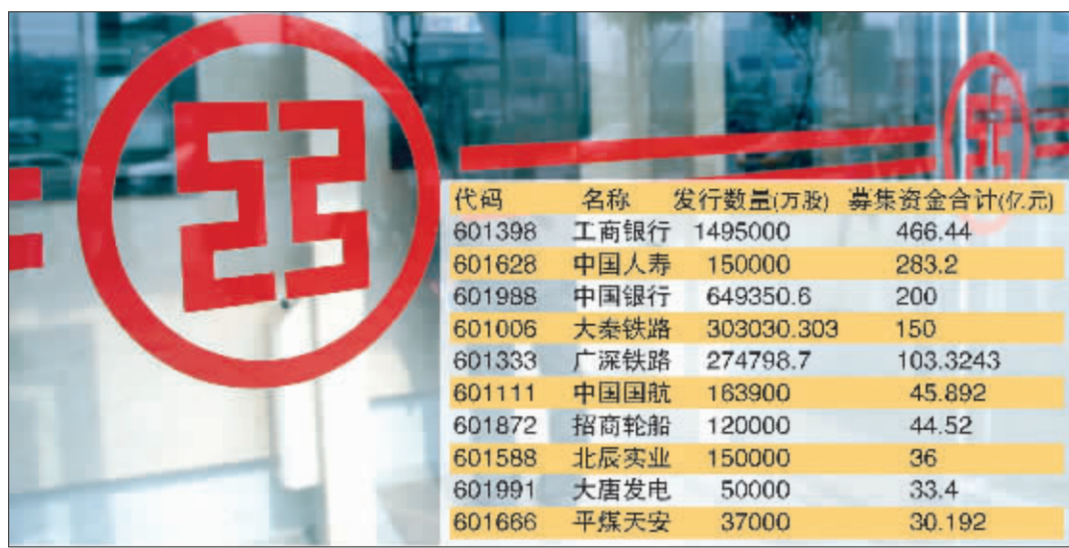 代码 名称 发行数量(万股) 募集资金合计(亿元)
601398 工商银行 1495000 466.44
601628 中国人寿 150000 283.2
601988 中国银行 649350.6 200
601006 大秦铁路 303030.303 150
601333 广深铁路 274798.7 103.3243
601111 中国国航 163900 45.892
601872 招商轮船 120000 44.52
601588 北辰实业 150000 36
601991 大唐发电 50000 33.4
601666 平煤天安 37000 30.192